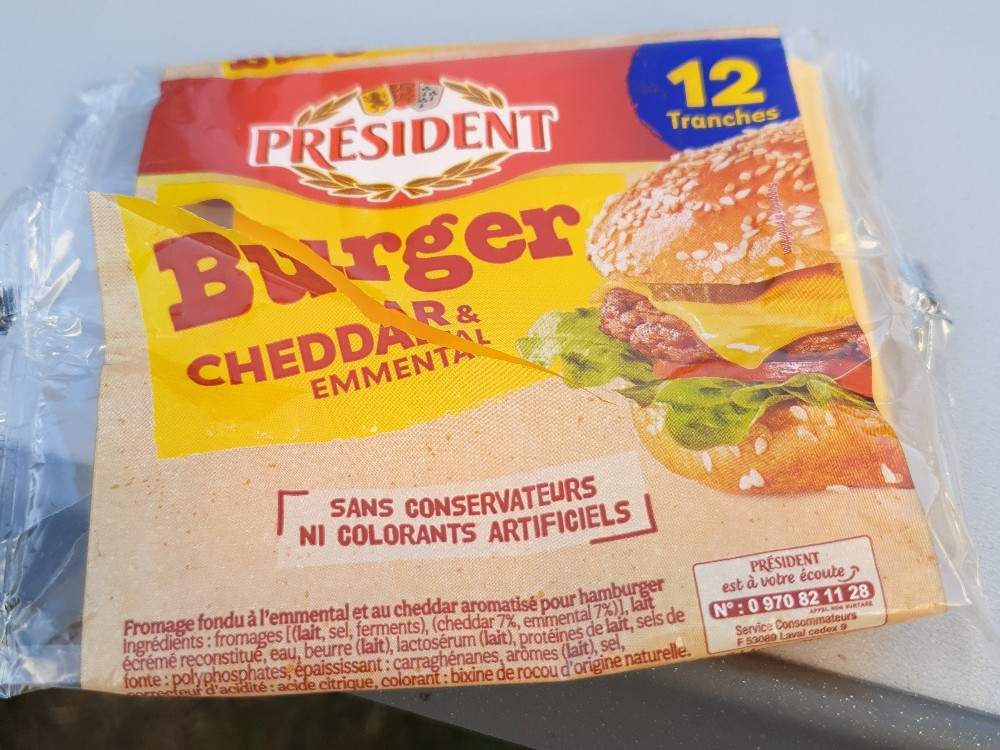 PRÉSIDENT
12
Tranches
Burger
CHEDDAR &
EMMENTAL
SANS CONSERVATEURS
NI COLORANTS ARTIFICIELS
PRÉSIDENT
est à votre écoute
N° : 0 970 82 11 28
APPEL NON SURTAXÉ
Service Consommateurs
F 53089 Laval cedex 9
Fromage fondu à l'emmental et au cheddar aromatisé pour hamburger
Ingrédients : fromages [(lait, sel, ferments), (cheddar 7%, emmental 7%)], lait
écrémé reconstitué, eau, beurre (lait), lactosérum (lait), protéines de lait, sels de
fonte : polyphosphates, épaississant : carraghénanes, arômes (lait), sel,
correcteur d'acidité : acide citrique, colorant : bixine de rocou d'origine naturelle.